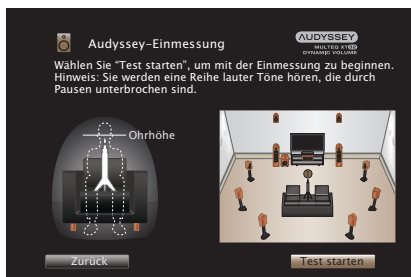 Audyssey-Einmessung
AUDYSSEY
MULTEQ XT32
DYNAMIC VOLUME
Wählen Sie “Test starten”, um mit der Einmessung zu beginnen.
Hinweis: Sie werden eine Reihe lauter Töne hören, die durch
Pausen unterbrochen sind.
Ohrhöhe
Zurück
Test starten